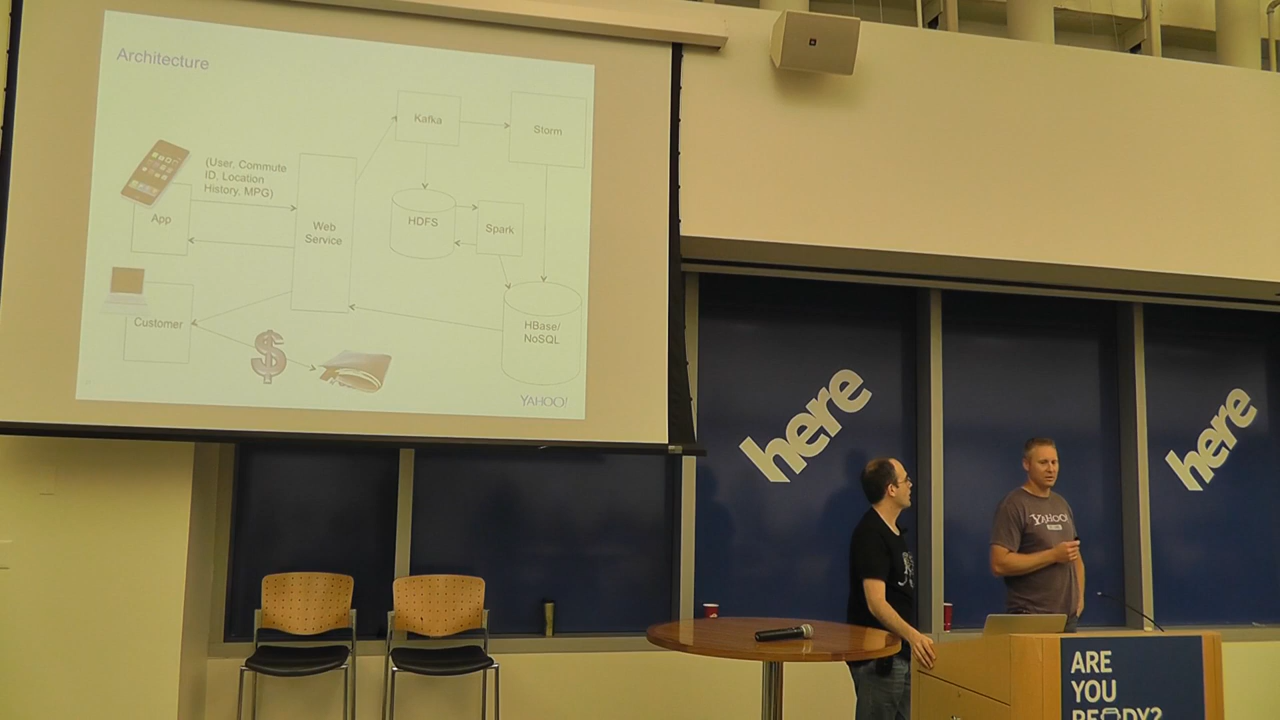 Architecture
Kafka
Storm
(User, Commute
ID, Location
History, MPG)
App
Web
Service
HDFS
Spark
Customer
HBase/
NoSQL
YAHOO!
here
here
YAHOO!
ARE
YOU
READY?